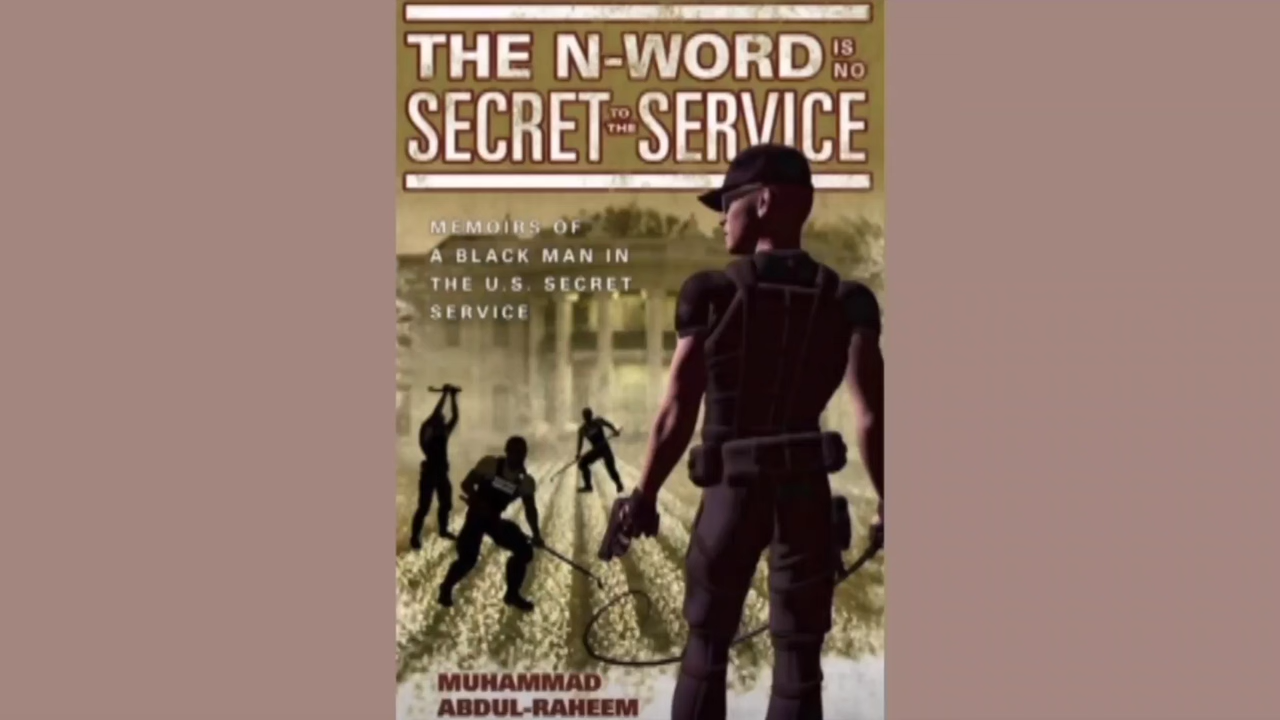 THE N-WORD IS NO
SECRET TO THE SERVICE
MEMOIRS OF
A BLACK MAN IN
THE U.S. SECRET
SERVICE
MUHAMMAD
ABDUL-RAHEEM